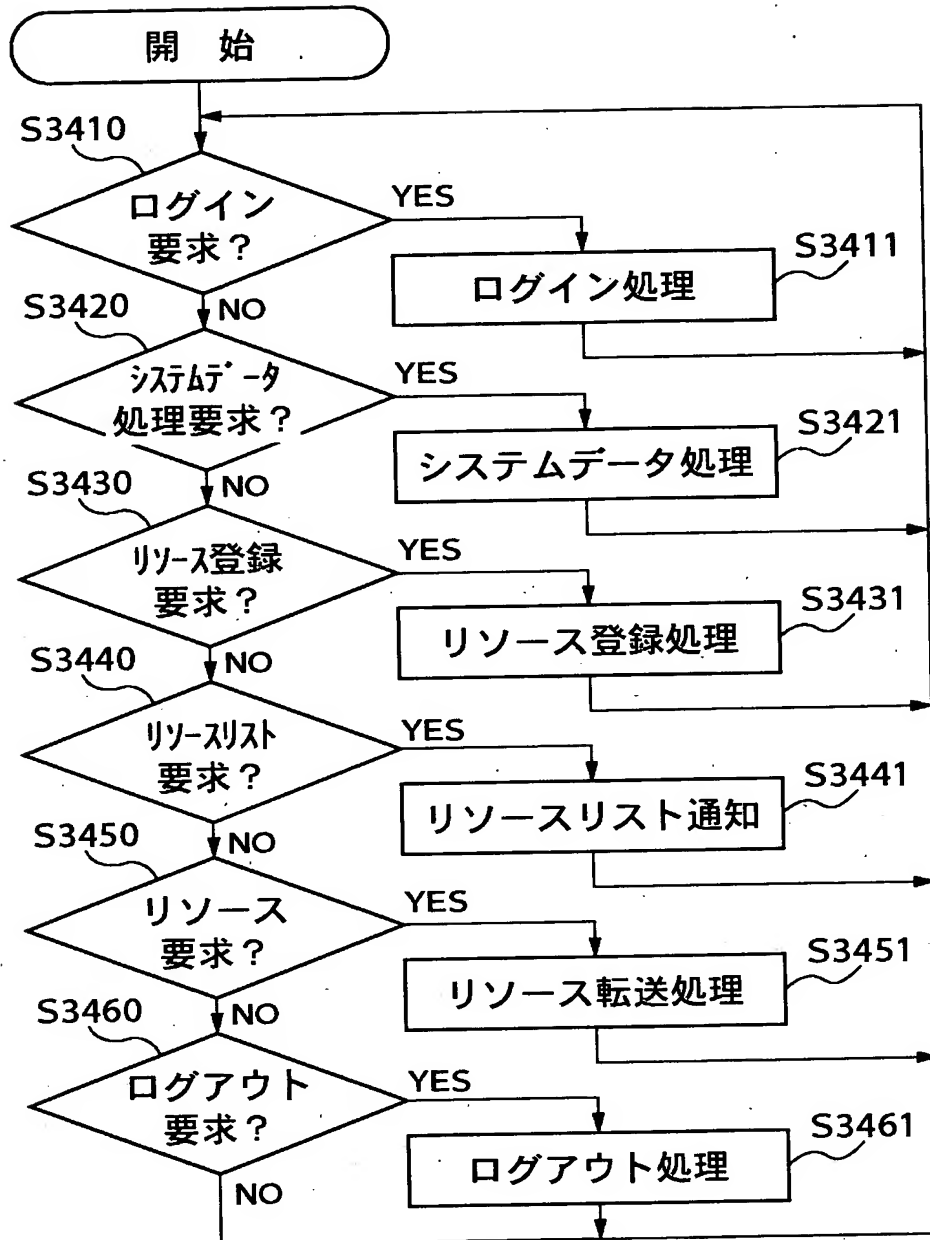 開 始
S3410
ログイン
要求？
YES
S3411
ログイン処理
NO
S3420
システムデータ
処理要求？
YES
S3421
システムデータ処理
NO
S3430
リソース登録
要求？
YES
S3431
リソース登録処理
NO
S3440
リソースリスト
要求？
YES
S3441
リソースリスト通知
NO
S3450
リソース
要求？
YES
S3451
リソース転送処理
NO
S3460
ログアウト
要求？
YES
S3461
ログアウト処理
NO